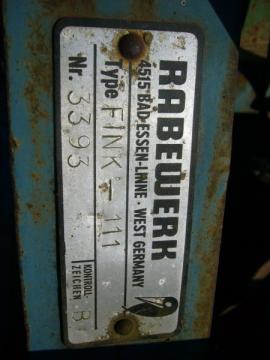 RABEWERK
4515 BAD ESSEN-LINNE · WEST GERMANY
Type FINK - 111
Nr. 3393
KONTROLL-
ZEICHEN B